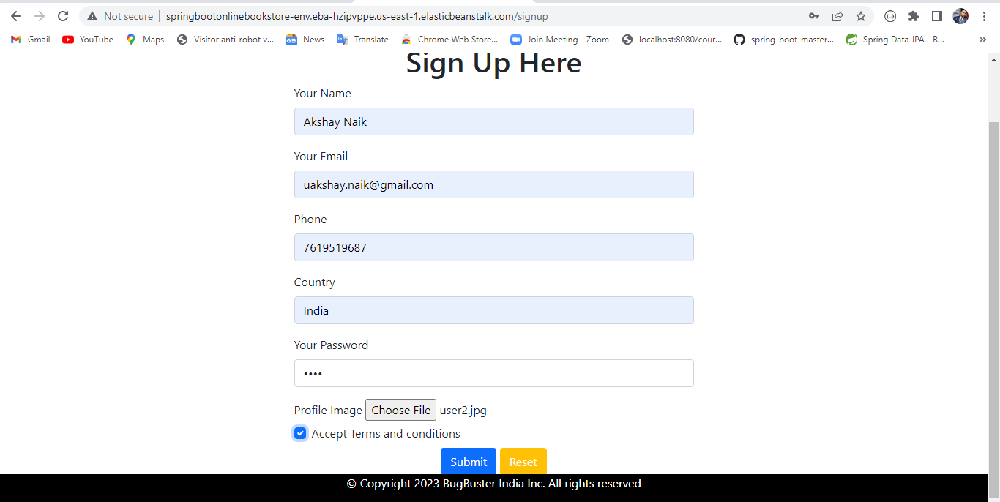 Not secure | springbootonlinebookstore-env.eba-hzipvppe.us-east-1.elasticbeanstalk.com/signup
Gmail YouTube Maps Visitor anti-robot v... News Translate Chrome Web Store... Join Meeting - Zoom localhost:8080/cour... spring-boot-master... Spring Data JPA - R... »
Sign Up Here
Your Name
Akshay Naik
Your Email
uakshay.naik@gmail.com
Phone
7619519687
Country
India
Your Password
••••
Profile Image Choose File user2.jpg
Accept Terms and conditions
Submit Reset
© Copyright 2023 BugBuster India Inc. All rights reserved